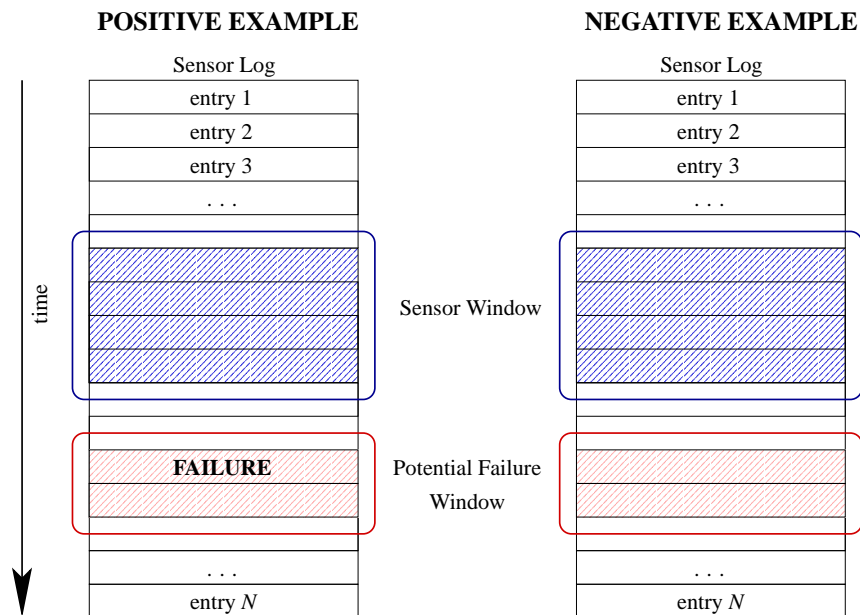 POSITIVE EXAMPLE
NEGATIVE EXAMPLE
Sensor Log
Sensor Log
entry 1
entry 1
entry 2
entry 2
entry 3
entry 3
. . .
. . .
time
Sensor Window
FAILURE
Potential Failure
Window
. . .
. . .
entry N
entry N